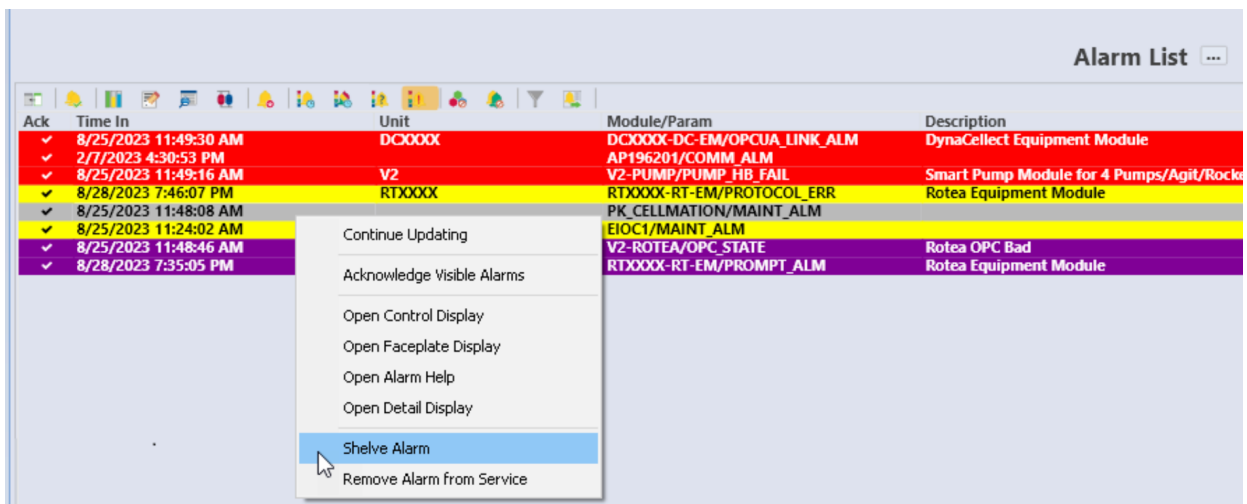 Alarm List ...
Ack Time In Unit Module/Param Description
8/25/2023 11:49:30 AM DCXXXX DCXXXX-DC-EM/OPCUA_LINK_ALM DynaCellect Equipment Module
2/7/2023 4:30:53 PM AP196201/COMM_ALM
8/25/2023 11:49:16 AM V2 V2-PUMP/PUMP_HB_FAIL Smart Pump Module for 4 Pumps/Agit/Rocke
8/28/2023 7:46:07 PM RTXXXX RTXXXX-RT-EM/PROTOCOL_ERR Rotea Equipment Module
8/25/2023 11:48:08 AM PK_CELLMATION/MAINT_ALM
8/25/2023 11:24:02 AM EIOC1/MAINT_ALM
8/25/2023 11:48:46 AM V2-ROTEA/OPC_STATE Rotea OPC Bad
8/28/2023 7:35:05 PM RTXXXX-RT-EM/PROMPT_ALM Rotea Equipment Module
Continue Updating
Acknowledge Visible Alarms
Open Control Display
Open Faceplate Display
Open Alarm Help
Open Detail Display
Shelve Alarm
Remove Alarm from Service